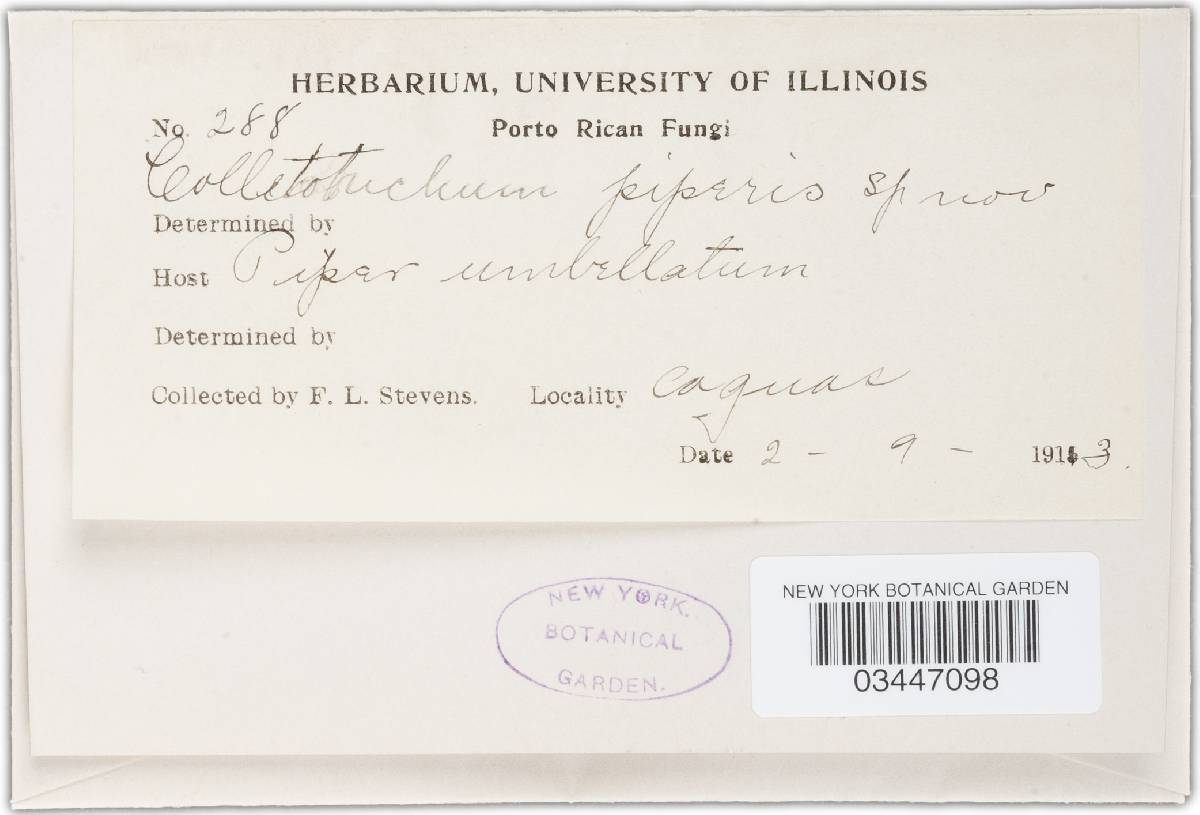 HERBARIUM, UNIVERSITY OF ILLINOIS
No. 288 Porto Rican Fungi
Colletotrichum piperis sp nov
Determined by
Host Piper umbellatum
Determined by
Collected by F. L. Stevens. Locality Caguas
Date 2 - 9 - 1913.
NEW YORK BOTANICAL GARDEN.
NEW YORK BOTANICAL GARDEN
03447098